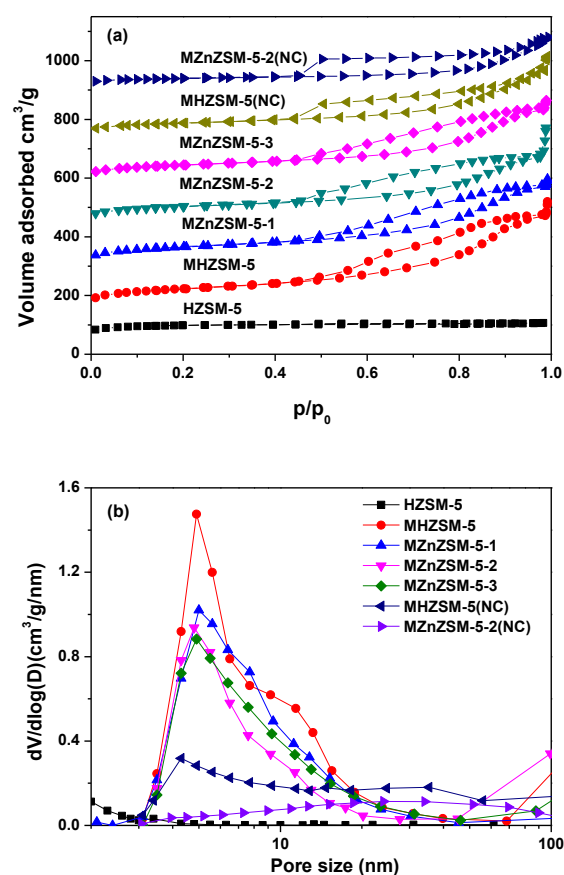 (a)
MZnZSM-5-2(NC)
MHZSM-5(NC)
MZnZSM-5-3
MZnZSM-5-2
MZnZSM-5-1
MHZSM-5
HZSM-5
Volume adsorbed cm³/g
1000
800
600
400
200
0
0.0 0.2 0.4 0.6 0.8 1.0
p/p₀
(b)
HZSM-5
MHZSM-5
MZnZSM-5-1
MZnZSM-5-2
MZnZSM-5-3
MHZSM-5(NC)
MZnZSM-5-2(NC)
dV/dlog(D)(cm³/g/nm)
1.6
1.2
0.8
0.4
0.0
10 100
Pore size (nm)